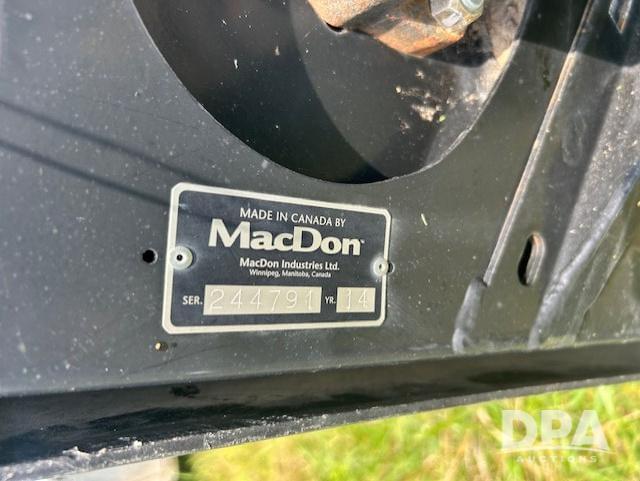 MADE IN CANADA BY
MacDon
MacDon Industries Ltd.
Winnipeg, Manitoba, Canada
SER. 244791 YR. 14
DPA
AUCTIONS